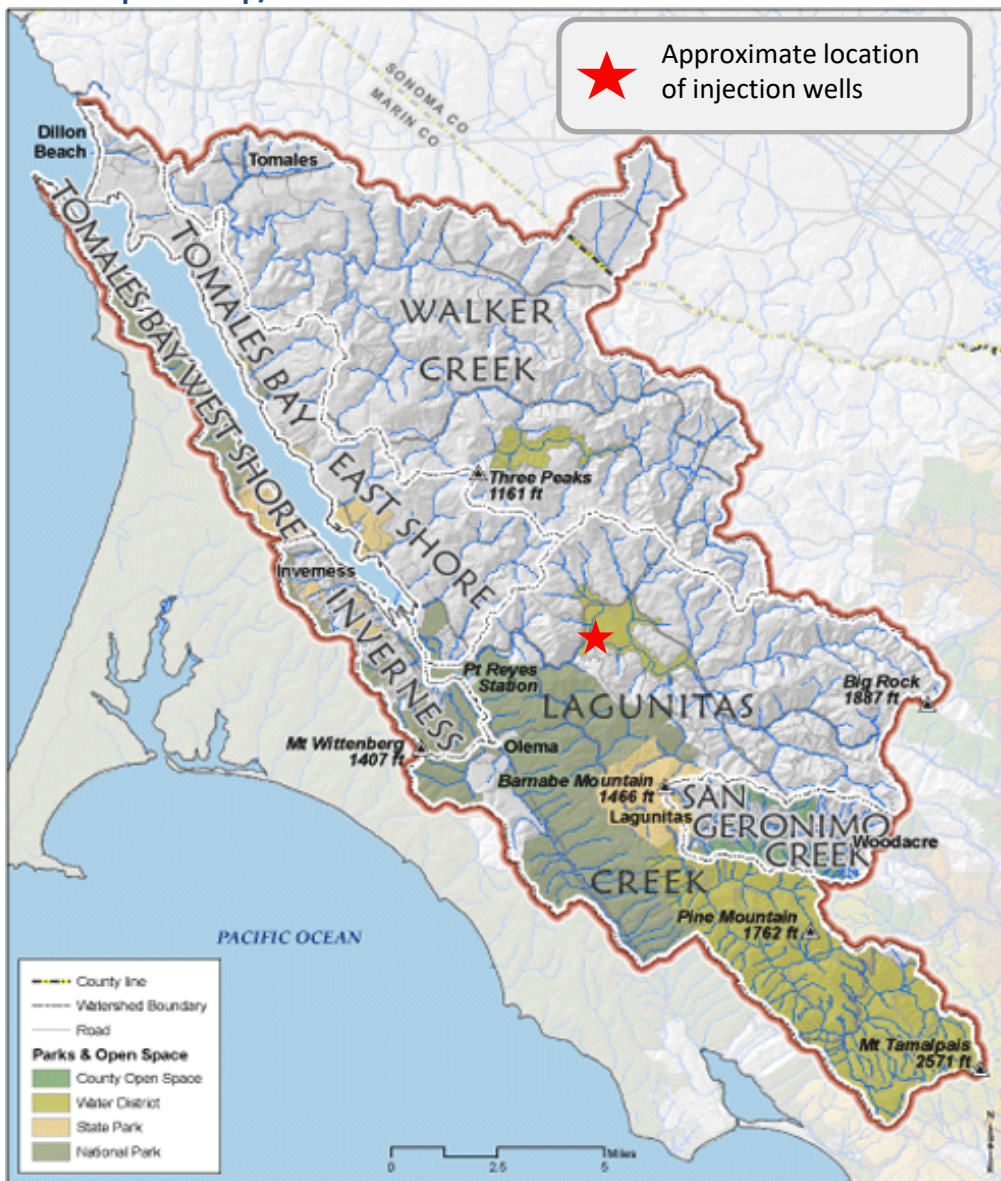 Approximate location
of injection wells
SONOMA CO
MARIN CO
Dillon
Beach
Tomales
TOMALES BAY WEST SHORE
TOMALES BAY EAST SHORE
WALKER
CREEK
Three Peaks
1161 ft
Inverness
INVERNESS
Pt Reyes
Station
LAGUNITAS
CREEK
Big Rock
1887 ft
Mt Wittenberg
1407 ft
Olema
Barnabe Mountain
1466 ft
Lagunitas
SAN
GERONIMO
CREEK
Woodacre
Pine Mountain
1762 ft
PACIFIC OCEAN
Mt Tamalpais
2571 ft
County line
Watershed Boundary
Road
Parks & Open Space
County Open Space
Water District
State Park
National Park
Miles
0 2.5 5